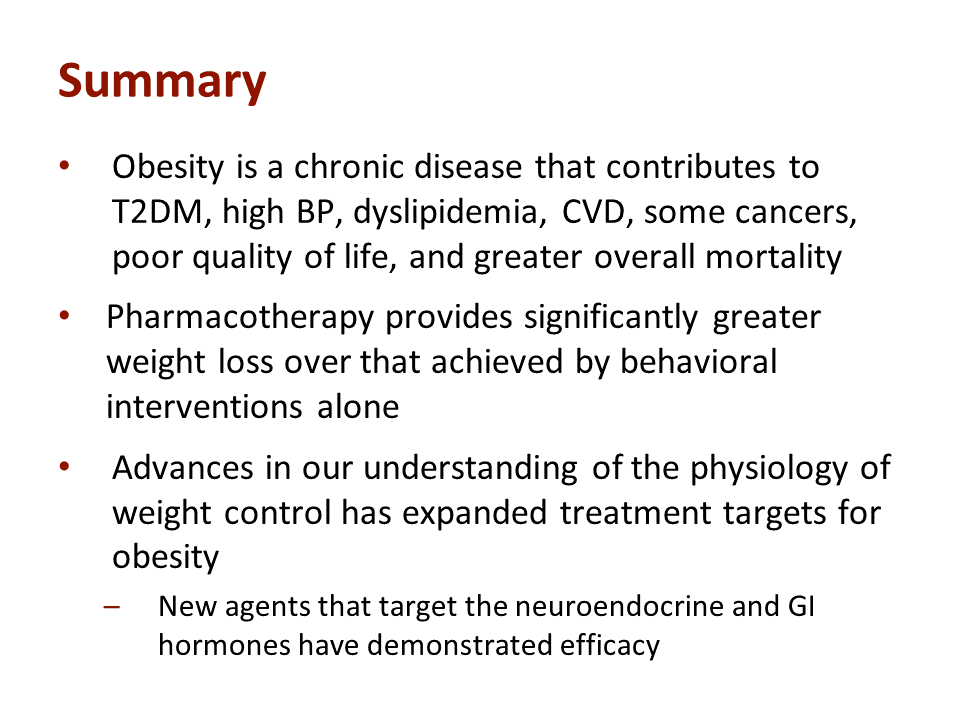 Summary
• Obesity is a chronic disease that contributes to
T2DM, high BP, dyslipidemia, CVD, some cancers,
poor quality of life, and greater overall mortality
• Pharmacotherapy provides significantly greater
weight loss over that achieved by behavioral
interventions alone
• Advances in our understanding of the physiology of
weight control has expanded treatment targets for
obesity
– New agents that target the neuroendocrine and GI
hormones have demonstrated efficacy